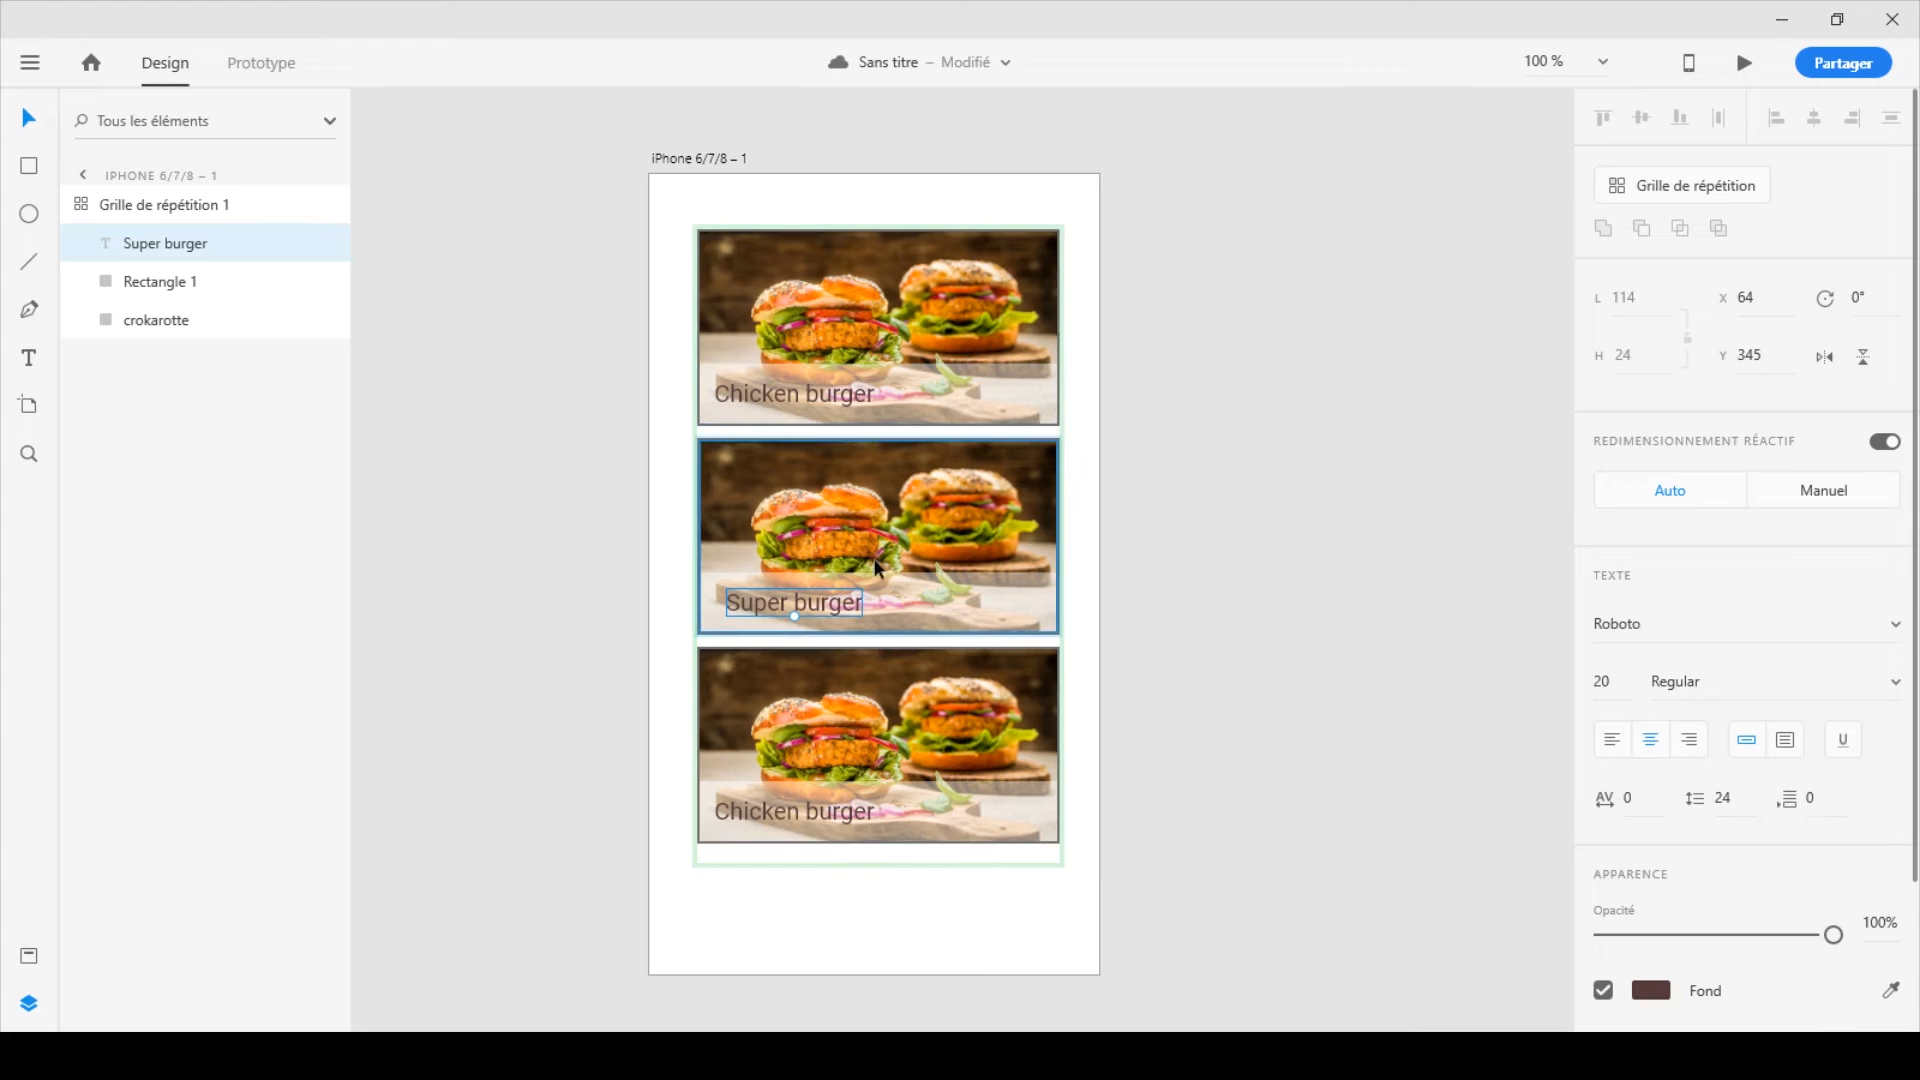 Design
Prototype
Sans titre – Modifié
100 %
Partager
Tous les éléments
IPHONE 6/7/8 – 1
Grille de répétition 1
T Super burger
Rectangle 1
crokarotte
iPhone 6/7/8 – 1
Chicken burger
Super burger
Chicken burger
Grille de répétition
L 114
X 64
0°
H 24
Y 345
REDIMENSIONNEMENT RÉACTIF
Auto
Manuel
TEXTE
Roboto
20
Regular
U
AV 0
24
0
APPARENCE
Opacité
100%
Fond